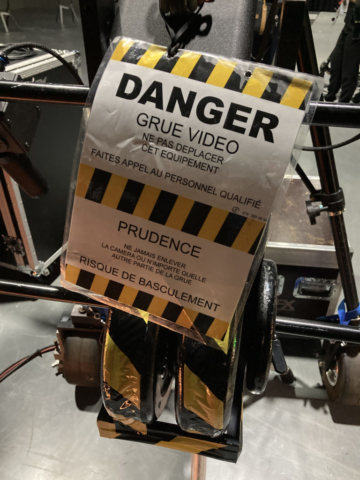 DANGER
GRUE VIDEO
NE PAS DEPLACER
CET EQUIPEMENT
FAITES APPEL AU PERSONNEL QUALIFIÉ
PRUDENCE
NE JAMAIS ENLEVER
LA CAMERA OU N'IMPORTE QUELLE
AUTRE PARTIE DE LA GRUE
RISQUE DE BASCULEMENT